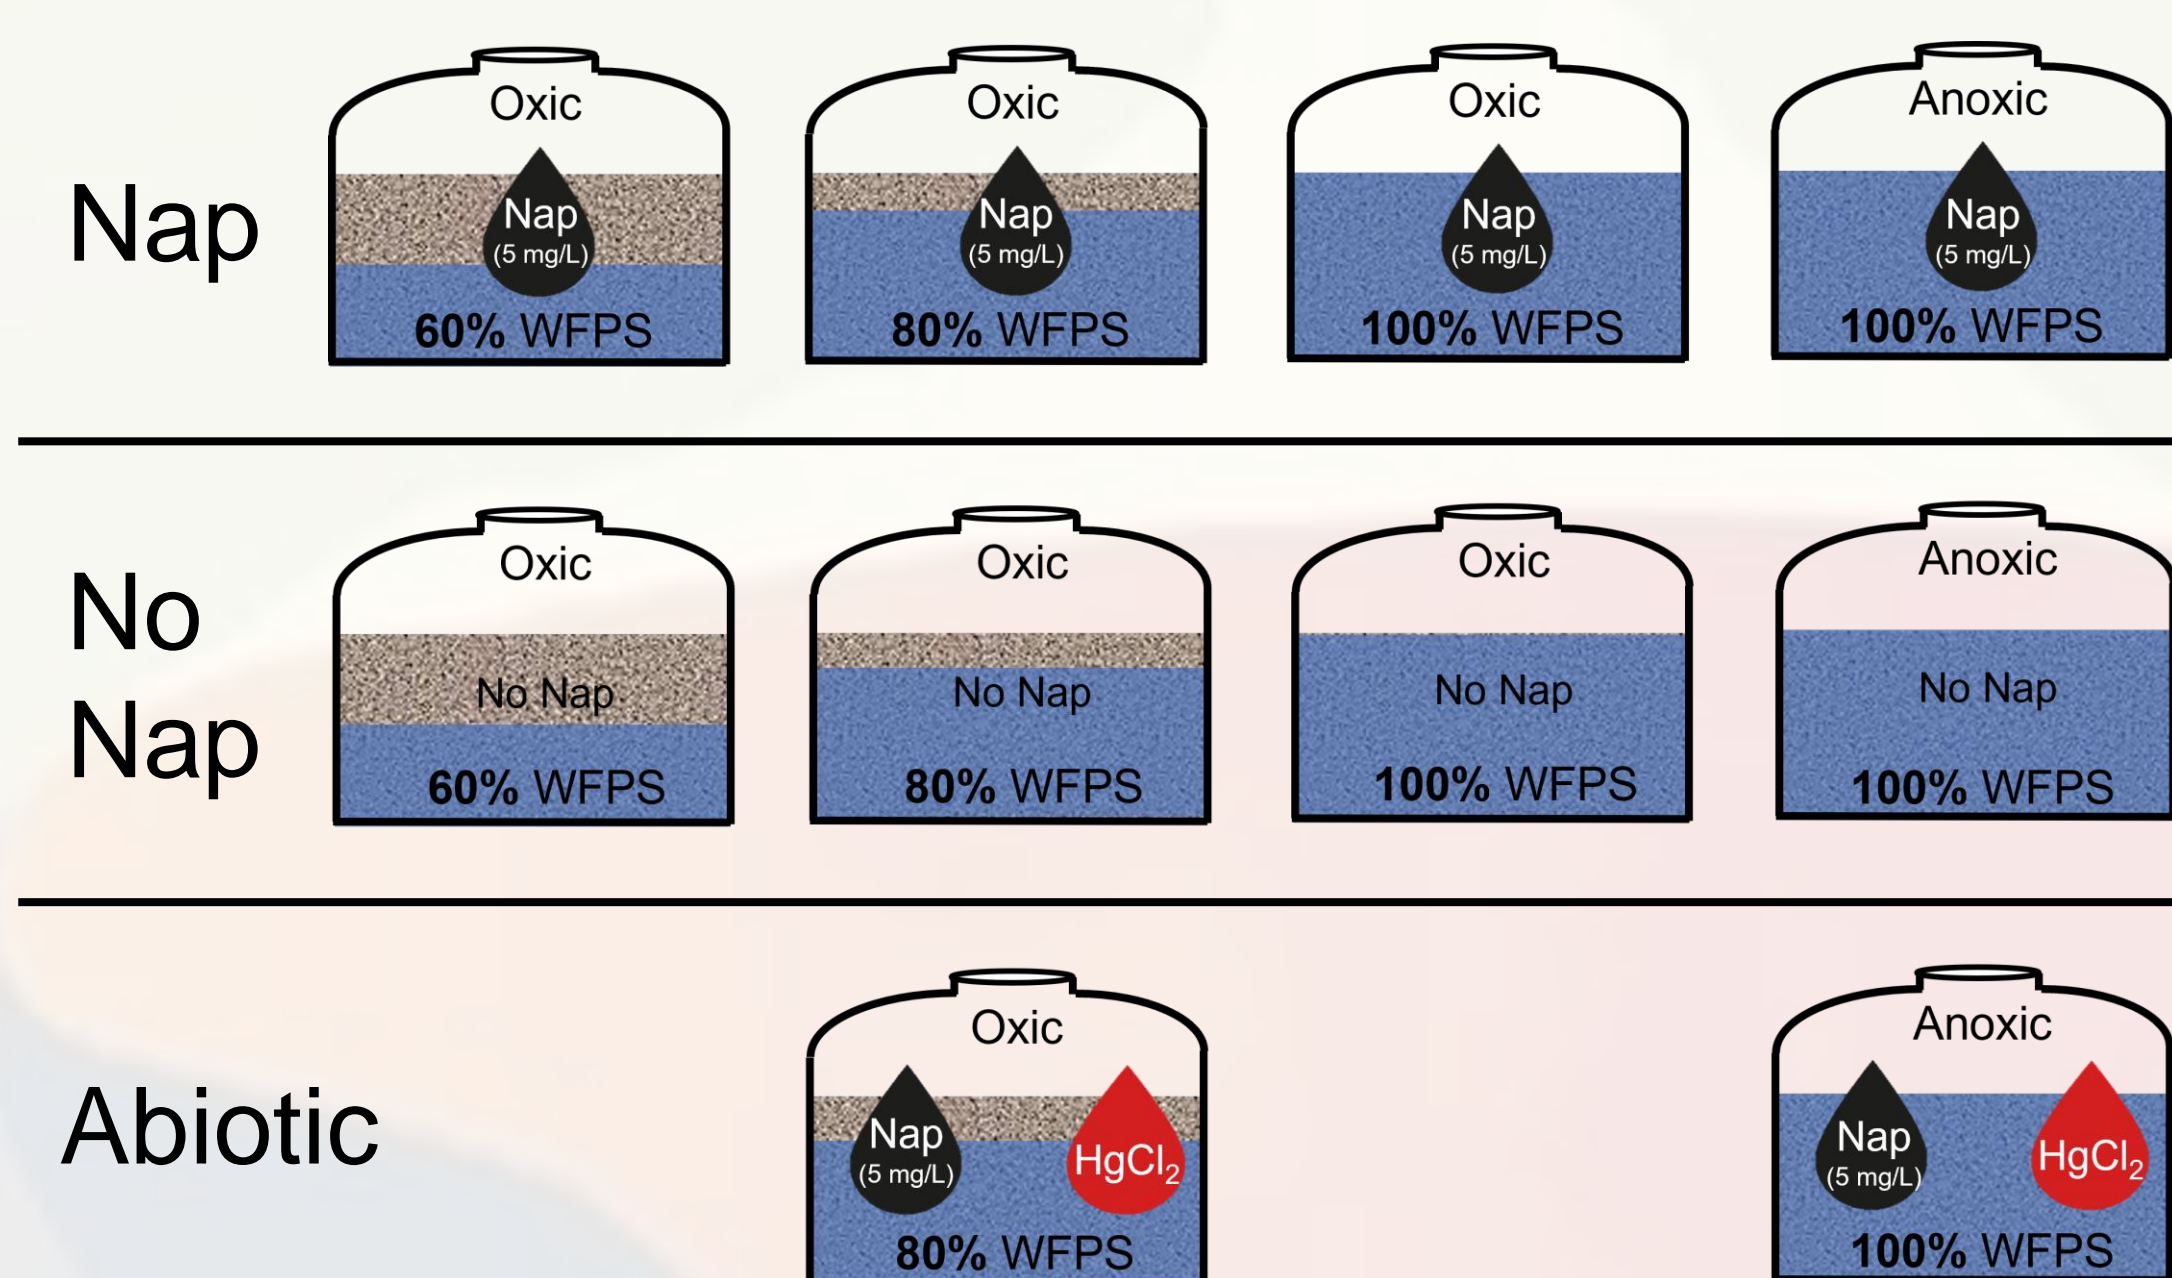 Nap
Oxic
Nap
(5 mg/L)
60% WFPS
Oxic
Nap
(5 mg/L)
80% WFPS
Oxic
Nap
(5 mg/L)
100% WFPS
Anoxic
Nap
(5 mg/L)
100% WFPS
No
Nap
Oxic
No Nap
60% WFPS
Oxic
No Nap
80% WFPS
Oxic
No Nap
100% WFPS
Anoxic
No Nap
100% WFPS
Abiotic
Oxic
Nap
(5 mg/L)
HgCl₂
80% WFPS
Anoxic
Nap
(5 mg/L)
HgCl₂
100% WFPS